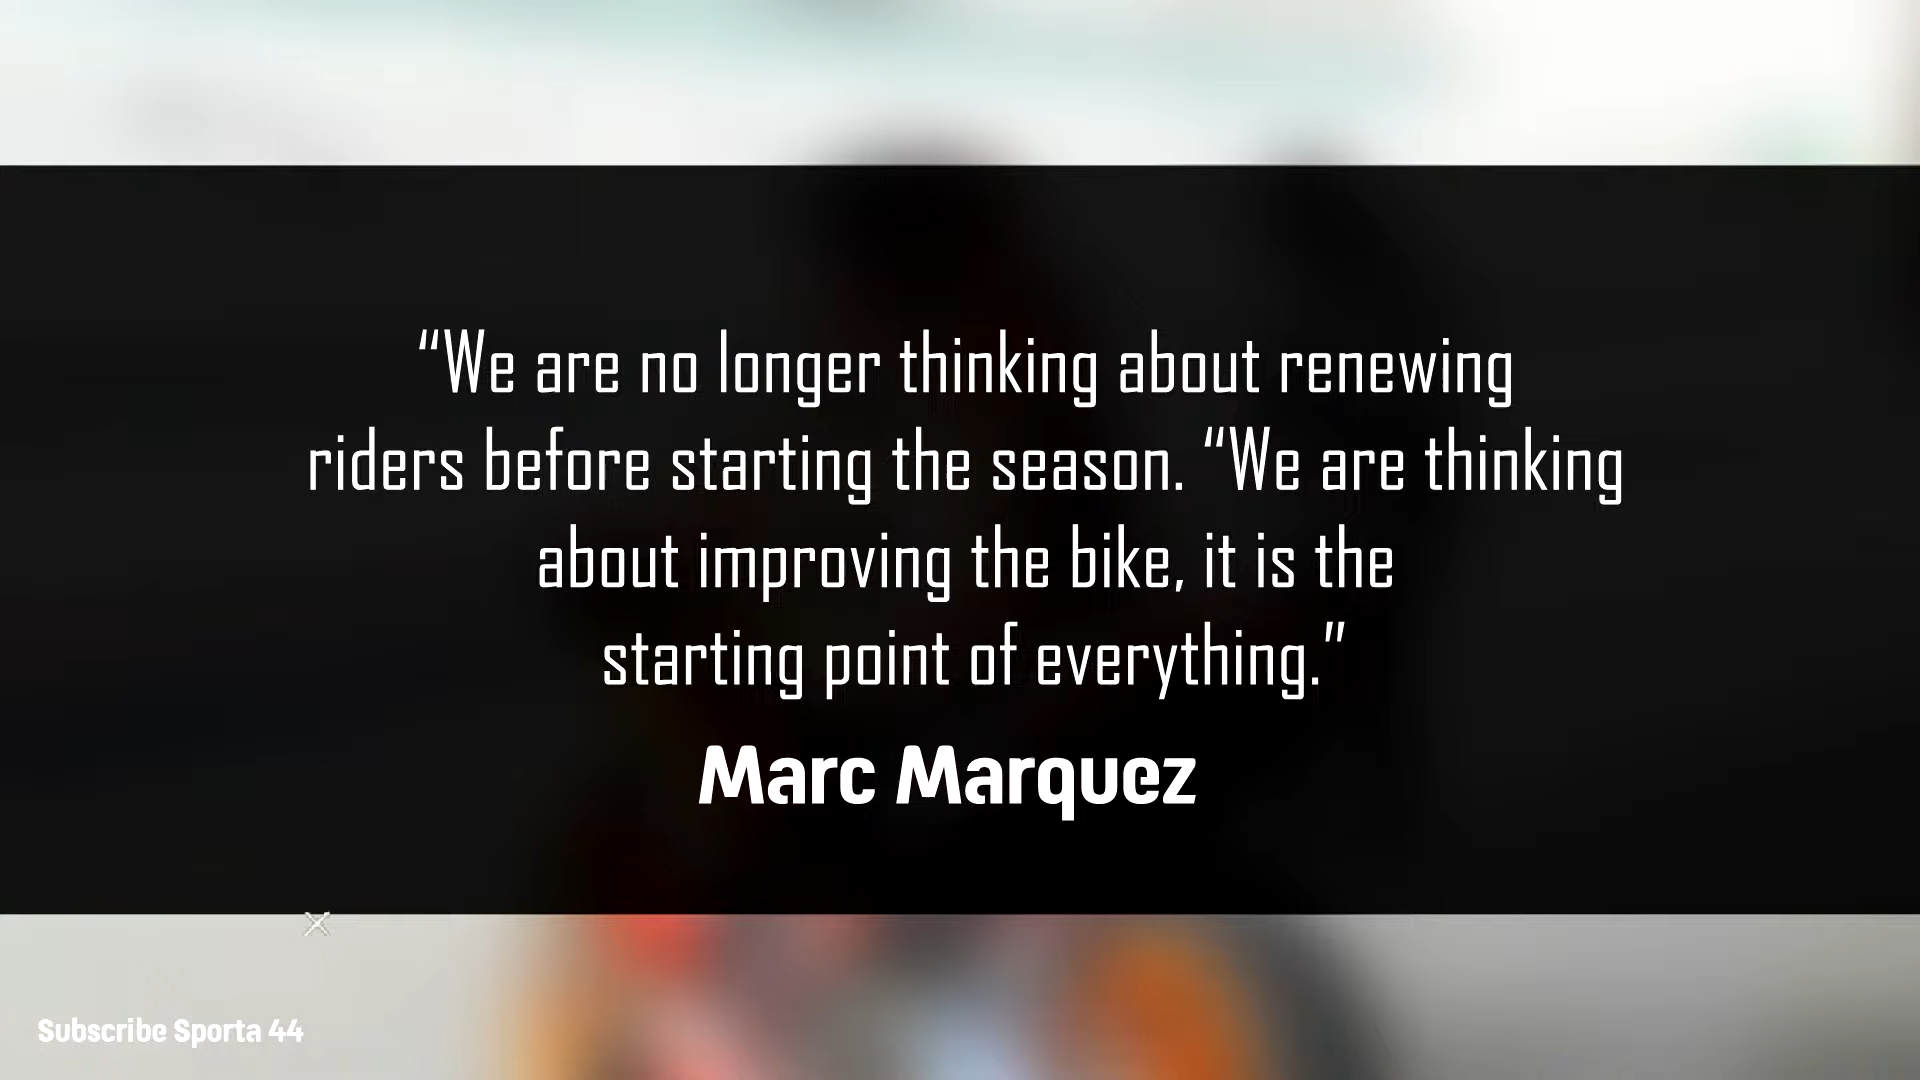 “We are no longer thinking about renewing
riders before starting the season. “We are thinking
about improving the bike, it is the
starting point of everything.”
Marc Marquez
Subscribe Sporta 44